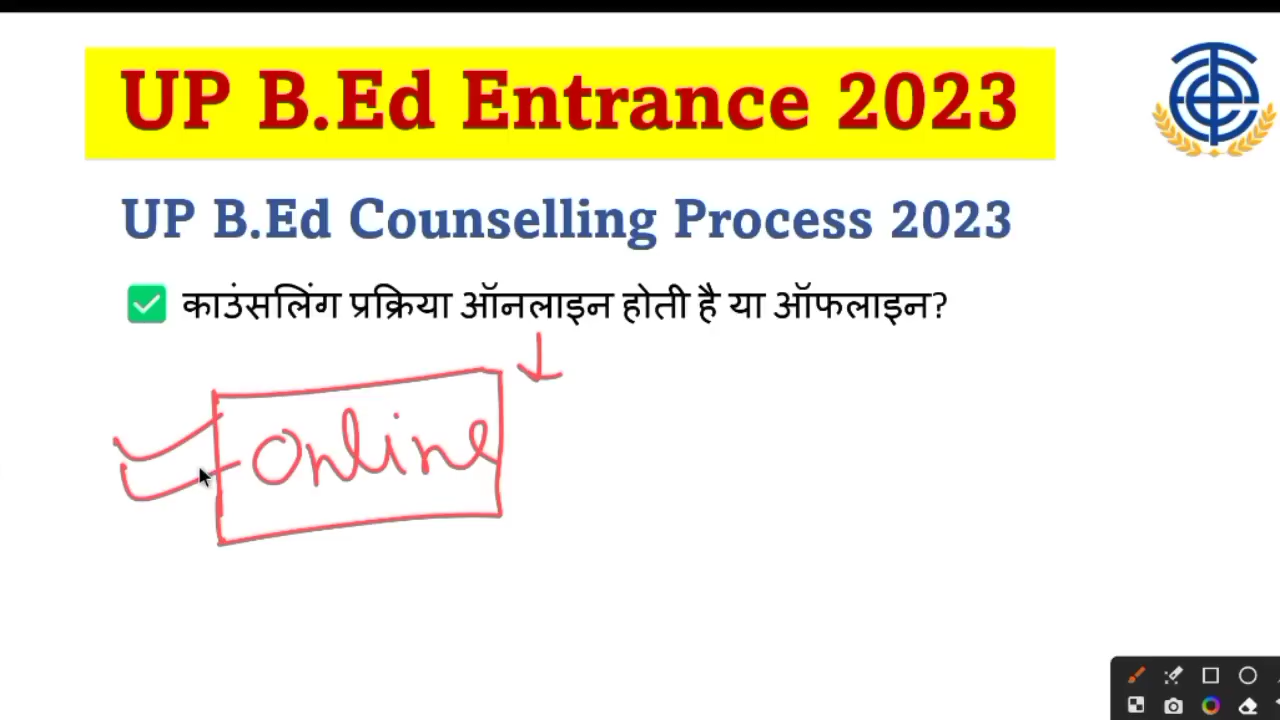 UP B.Ed Entrance 2023
UP B.Ed Counselling Process 2023
काउंसलिंग प्रक्रिया ऑनलाइन होती है या ऑफलाइन?
Online